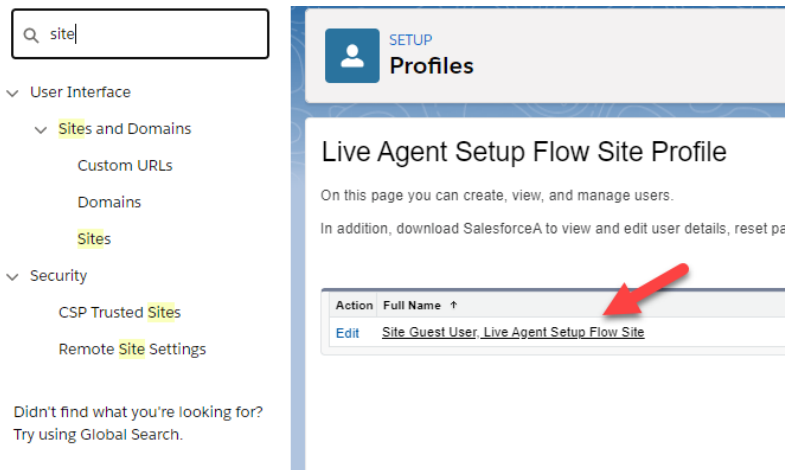 site
User Interface
Sites and Domains
Custom URLs
Domains
Sites
Security
CSP Trusted Sites
Remote Site Settings
Didn't find what you're looking for?
Try using Global Search.
SETUP
Profiles
Live Agent Setup Flow Site Profile
On this page you can create, view, and manage users.
In addition, download SalesforceA to view and edit user details, reset pa
Action Full Name ↑
Edit Site Guest User, Live Agent Setup Flow Site